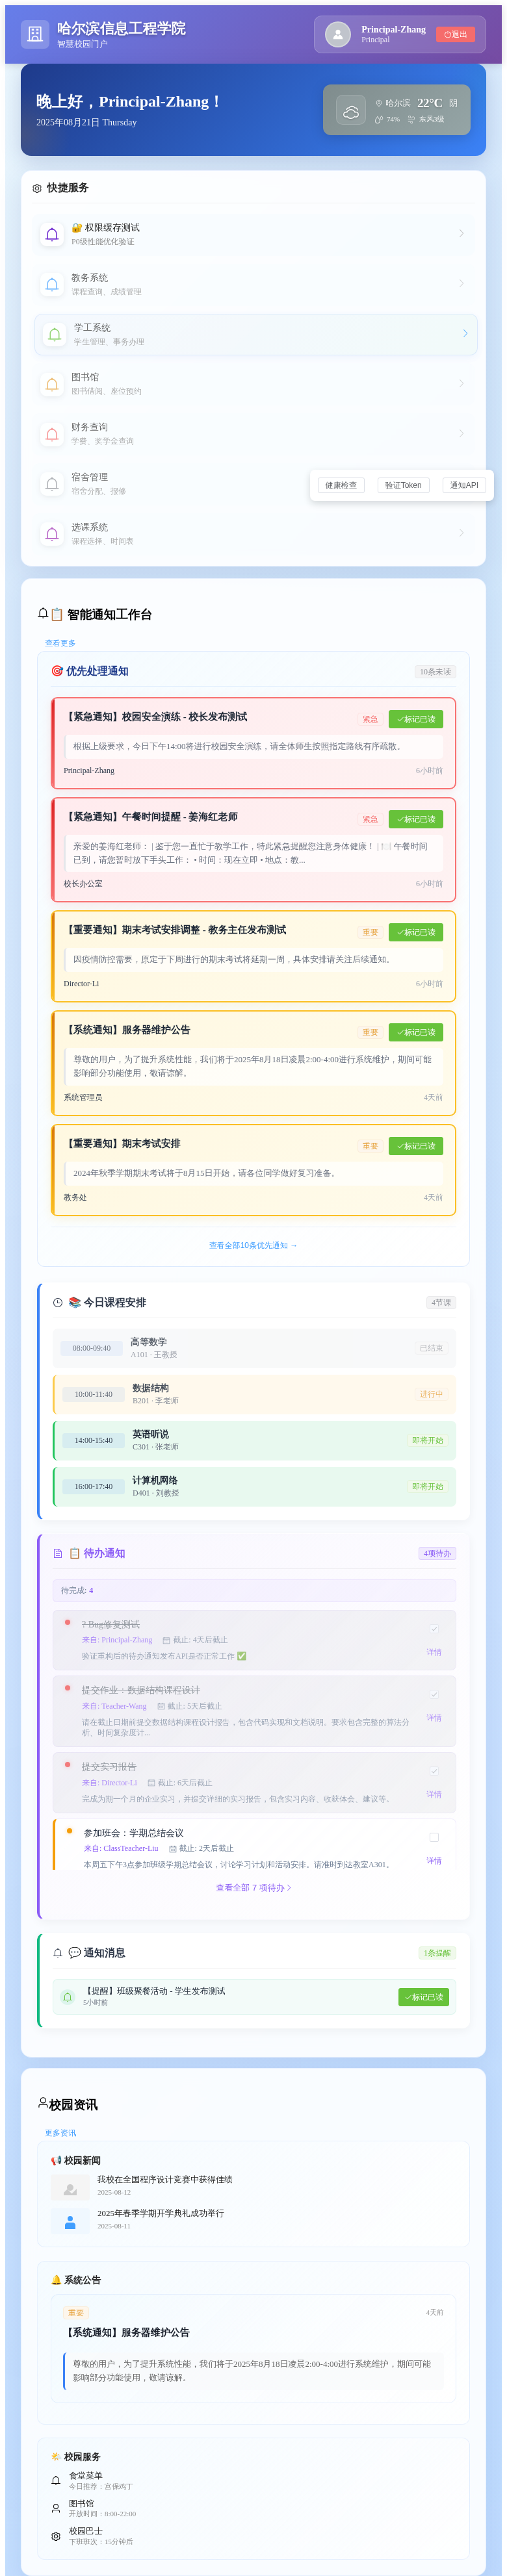 哈尔滨信息工程学院
智慧校园门户
Principal-Zhang
Principal
退出
晚上好，Principal-Zhang！
2025年08月21日 Thursday
哈尔滨 22°C 阴
74% 东风3级
快捷服务
🔐 权限缓存测试
P0级性能优化验证
教务系统
课程查询、成绩管理
学工系统
学生管理、事务办理
图书馆
图书借阅、座位预约
财务查询
学费、奖学金查询
宿舍管理
宿舍分配、报修
健康检查 验证Token 通知API
选课系统
课程选择、时间表
📋 智能通知工作台
查看更多
🎯 优先处理通知
10条未读
【紧急通知】校园安全演练 - 校长发布测试
紧急
标记已读
根据上级要求，今日下午14:00将进行校园安全演练，请全体师生按照指定路线有序疏散。
Principal-Zhang
6小时前
【紧急通知】午餐时间提醒 - 姜海红老师
紧急
标记已读
亲爱的姜海红老师： | 鉴于您一直忙于教学工作，特此紧急提醒您注意身体健康！ | 🍽️ 午餐时间
已到，请您暂时放下手头工作： • 时间：现在立即 • 地点：教...
校长办公室
6小时前
【重要通知】期末考试安排调整 - 教务主任发布测试
重要
标记已读
因疫情防控需要，原定于下周进行的期末考试将延期一周，具体安排请关注后续通知。
Director-Li
6小时前
【系统通知】服务器维护公告
重要
标记已读
尊敬的用户，为了提升系统性能，我们将于2025年8月18日凌晨2:00-4:00进行系统维护，期间可能
影响部分功能使用，敬请谅解。
系统管理员
4天前
【重要通知】期末考试安排
重要
标记已读
2024年秋季学期期末考试将于8月15日开始，请各位同学做好复习准备。
教务处
4天前
查看全部10条优先通知 →
📚 今日课程安排
4节课
08:00-09:40
高等数学
A101 · 王教授
已结束
10:00-11:40
数据结构
B201 · 李老师
进行中
14:00-15:40
英语听说
C301 · 张老师
即将开始
16:00-17:40
计算机网络
D401 · 刘教授
即将开始
📋 待办通知
4项待办
待完成: 4
? Bug修复测试
来自: Principal-Zhang 截止: 4天后截止
验证重构后的待办通知发布API是否正常工作 ✅
详情
提交作业：数据结构课程设计
来自: Teacher-Wang 截止: 5天后截止
请在截止日期前提交数据结构课程设计报告，包含代码实现和文档说明。要求包含完整的算法分
析、时间复杂度计...
详情
提交实习报告
来自: Director-Li 截止: 6天后截止
完成为期一个月的企业实习，并提交详细的实习报告，包含实习内容、收获体会、建议等。
详情
参加班会：学期总结会议
来自: ClassTeacher-Liu 截止: 2天后截止
本周五下午3点参加班级学期总结会议，讨论学习计划和活动安排。请准时到达教室A301。
详情
查看全部 7 项待办
💬 通知消息
1条提醒
【提醒】班级聚餐活动 - 学生发布测试
5小时前
标记已读
校园资讯
更多资讯
📢 校园新闻
我校在全国程序设计竞赛中获得佳绩
2025-08-12
2025年春季学期开学典礼成功举行
2025-08-11
🔔 系统公告
重要
4天前
【系统通知】服务器维护公告
尊敬的用户，为了提升系统性能，我们将于2025年8月18日凌晨2:00-4:00进行系统维护，期间可能
影响部分功能使用，敬请谅解。
🌤️ 校园服务
食堂菜单
今日推荐：宫保鸡丁
图书馆
开放时间：8:00-22:00
校园巴士
下班班次：15分钟后